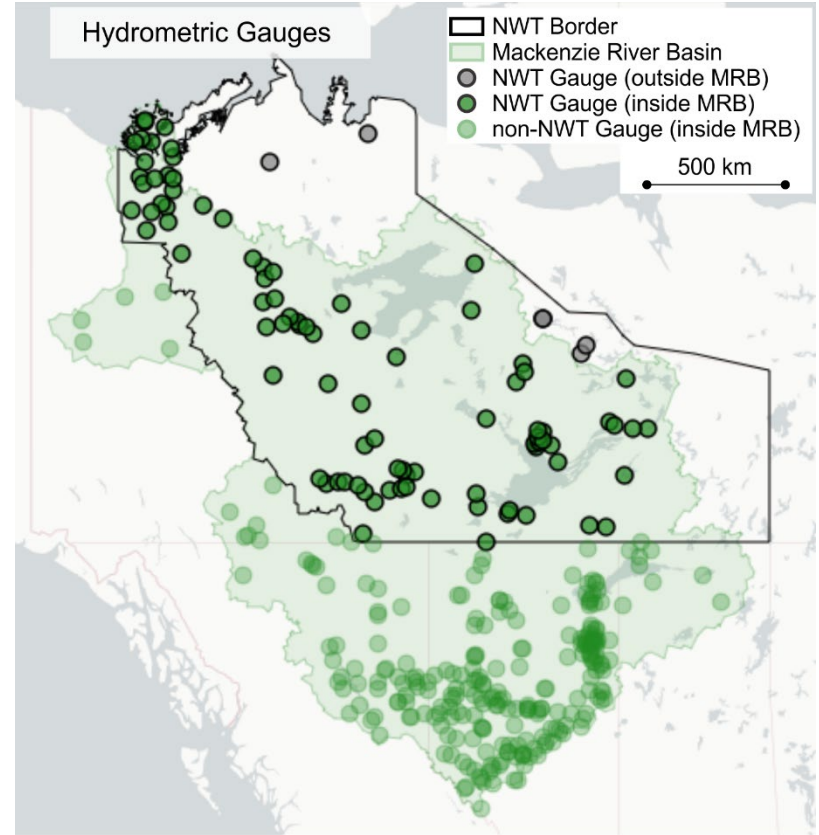 Hydrometric Gauges
NWT Border
Mackenzie River Basin
NWT Gauge (outside MRB)
NWT Gauge (inside MRB)
non-NWT Gauge (inside MRB)
500 km